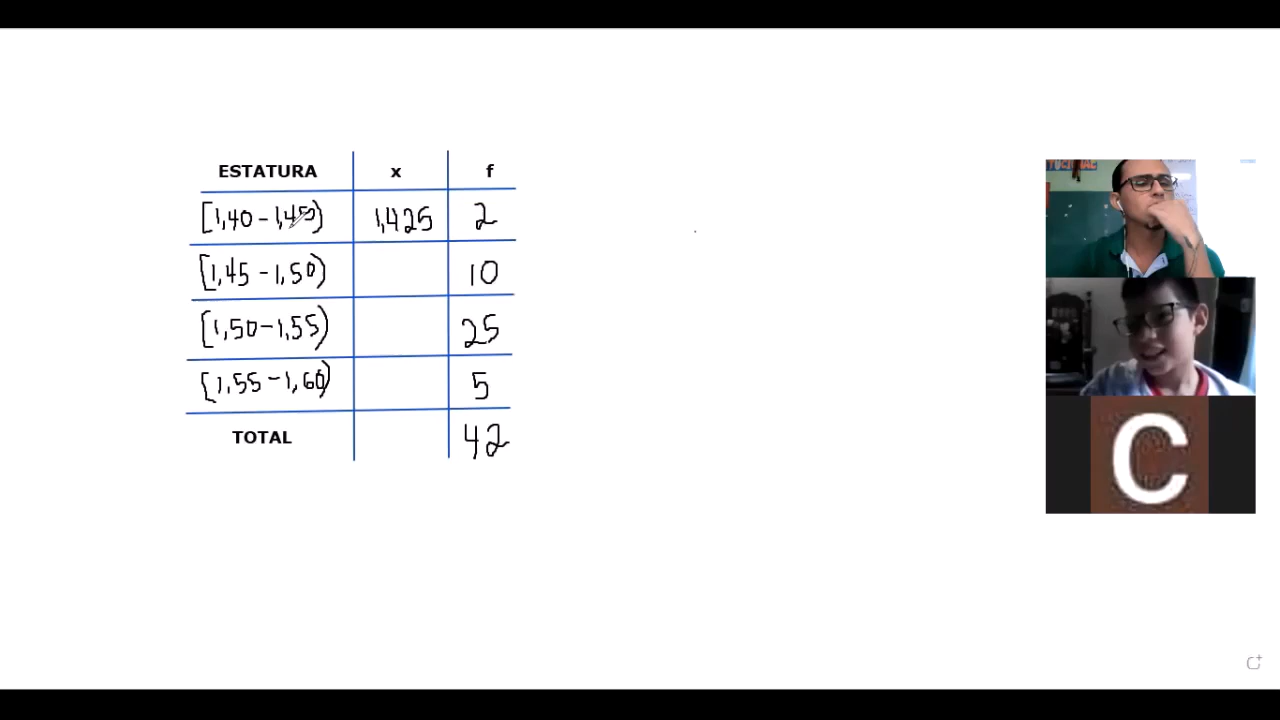 ESTATURA x f
[1,40 - 1,45) 1,425 2
[1,45 - 1,50) 10
[1,50 - 1,55) 25
[1,55 - 1,60) 5
TOTAL 42
C